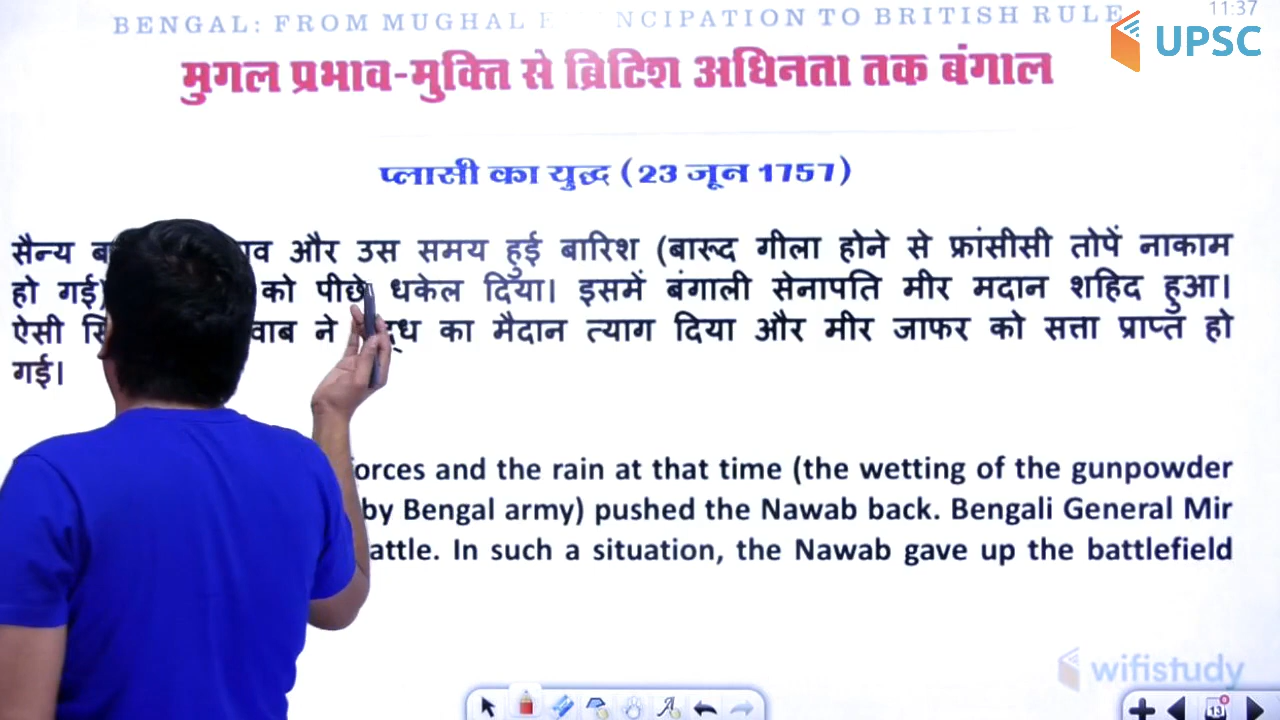 BENGAL: FROM MUGHAL NCIPATION TO BRITISH RULE
11:37
UPSC
मुगल प्रभाव-मुक्ति से ब्रिटिश अधिनता तक बंगाल
प्लासी का युद्ध (23 जून 1757)
सैन्य और उस समय हुई बारिश (बारूद गीला होने से फ्रांसीसी तोपें नाकाम
हो गई) को पीछे धकेल दिया। इसमें बंगाली सेनापति मीर मदान शहिद हुआ।
ऐसी ने का मैदान त्याग दिया और मीर जाफर को सत्ता प्राप्त हो
गई।
orces and the rain at that time (the wetting of the gunpowder
by Bengal army) pushed the Nawab back. Bengali General Mir
attle. In such a situation, the Nawab gave up the battlefield
wifistudy